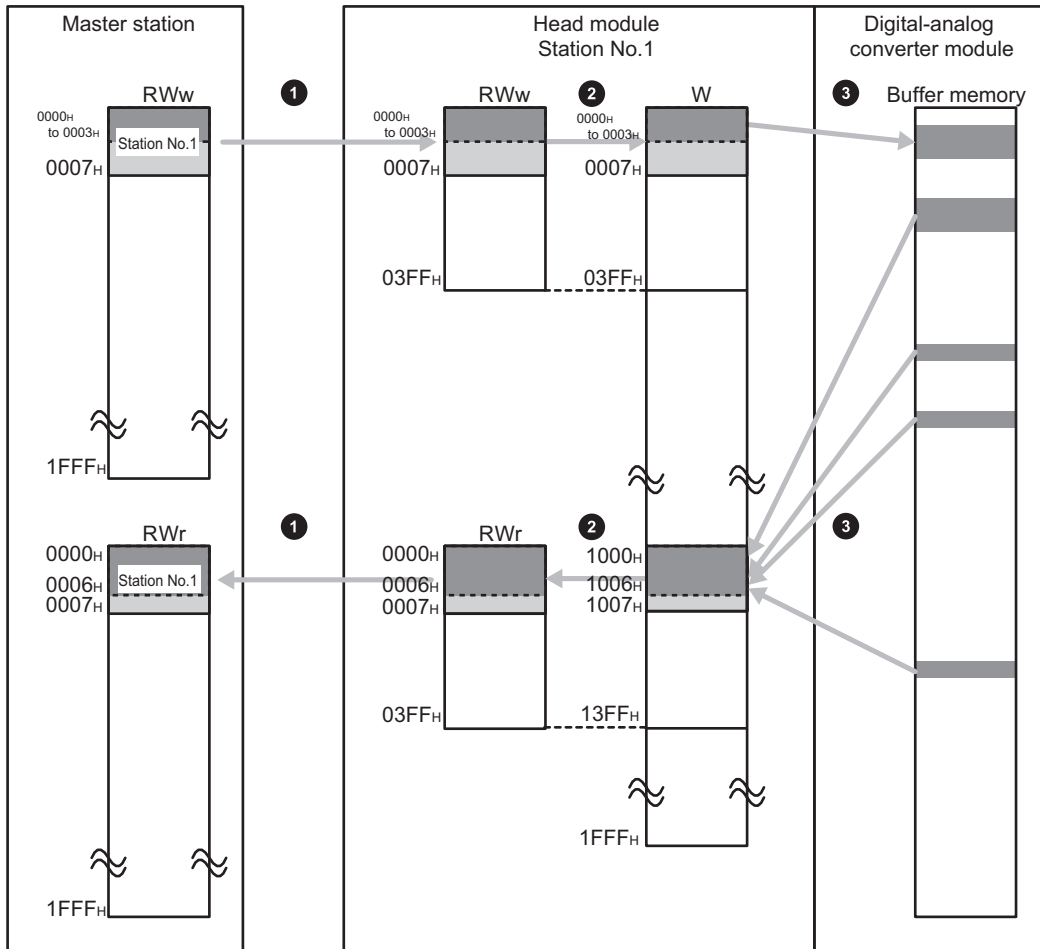 Master station
Head module
Station No.1
Digital-analog
converter module
RWw
1
RWw
2
W
3
Buffer memory
0000H
to 0003H
Station No.1
0007H
0000H
to 0003H
0007H
0000H
to 0003H
0007H
03FFH
03FFH
1FFFH
RWr
1
RWr
2
3
0000H
Station No.1
0006H
0007H
0000H
0006H
0007H
1000H
1006H
1007H
03FFH
13FFH
1FFFH
1FFFH